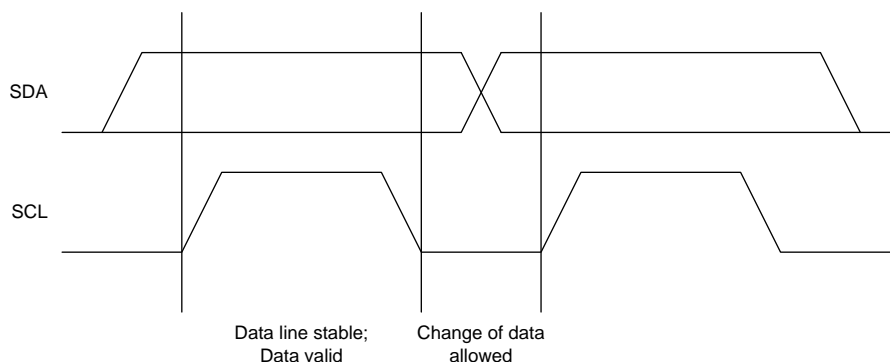 SDA
SCL
Data line stable;
Data valid
Change of data
allowed